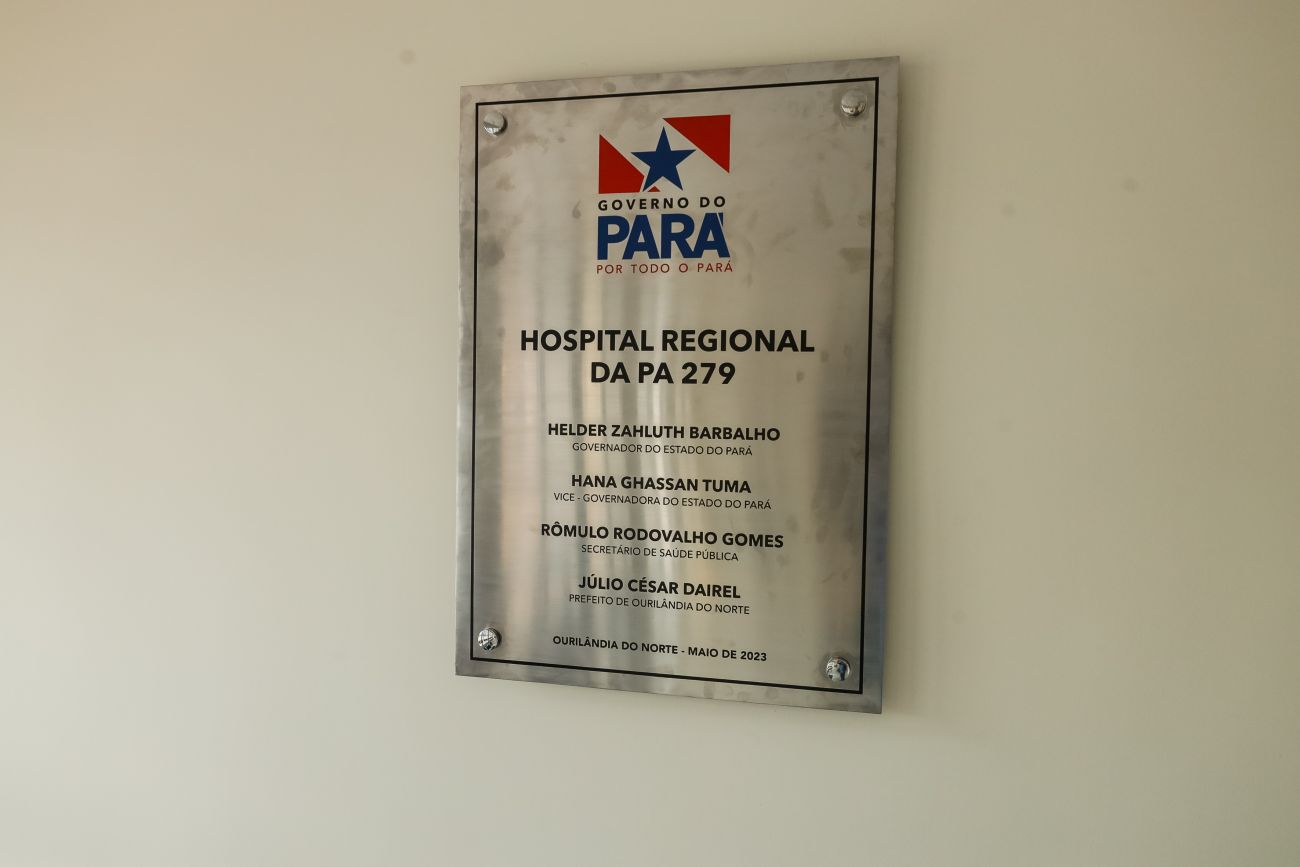 GOVERNO DO
PARÁ
POR TODO O PARÁ
HOSPITAL REGIONAL
DA PA 279
HELDER ZAHLUTH BARBALHO
GOVERNADOR DO ESTADO DO PARÁ
HANA GHASSAN TUMA
VICE - GOVERNADORA DO ESTADO DO PARÁ
RÔMULO RODOVALHO GOMES
SECRETÁRIO DE SAÚDE PÚBLICA
JÚLIO CÉSAR DAIREL
PREFEITO DE OURILÂNDIA DO NORTE
OURILÂNDIA DO NORTE - MAIO DE 2023